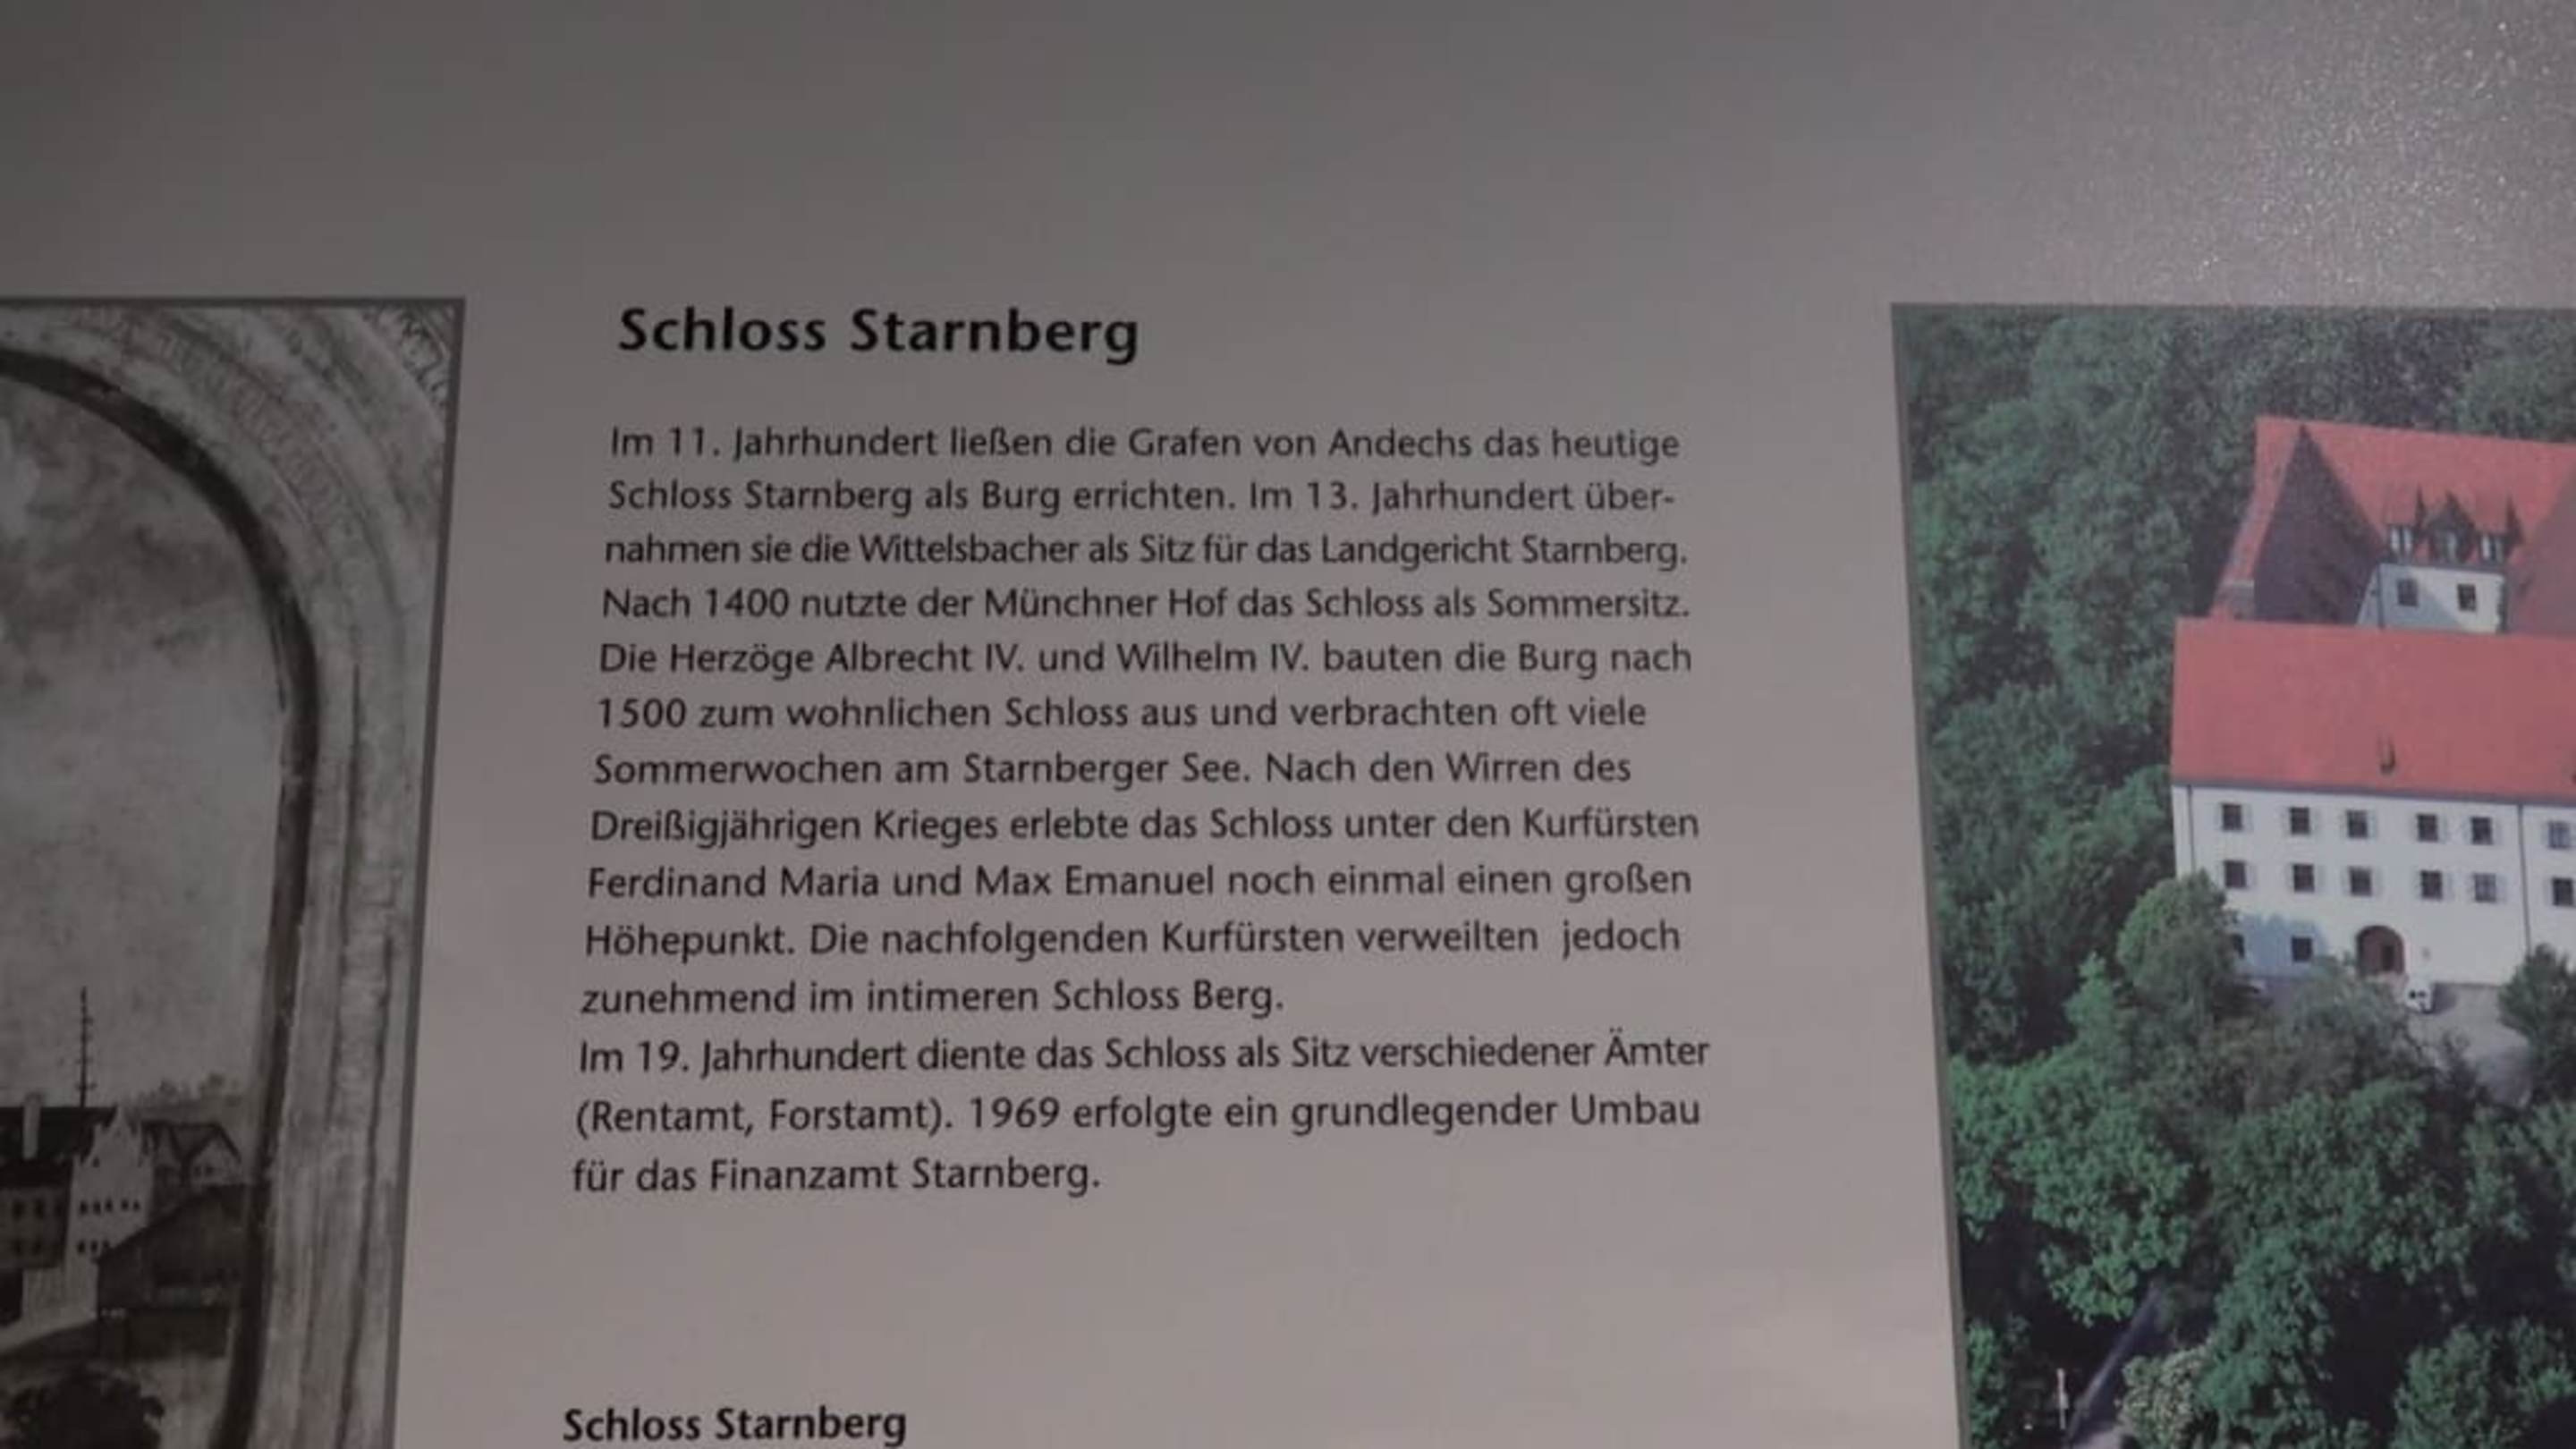 Schloss Starnberg
Im 11. Jahrhundert ließen die Grafen von Andechs das heutige
Schloss Starnberg als Burg errichten. Im 13. Jahrhundert über-
nahmen sie die Wittelsbacher als Sitz für das Landgericht Starnberg.
Nach 1400 nutzte der Münchner Hof das Schloss als Sommersitz.
Die Herzöge Albrecht IV. und Wilhelm IV. bauten die Burg nach
1500 zum wohnlichen Schloss aus und verbrachten oft viele
Sommerwochen am Starnberger See. Nach den Wirren des
Dreißigjährigen Krieges erlebte das Schloss unter den Kurfürsten
Ferdinand Maria und Max Emanuel noch einmal einen großen
Höhepunkt. Die nachfolgenden Kurfürsten verweilten jedoch
zunehmend im intimeren Schloss Berg.
Im 19. Jahrhundert diente das Schloss als Sitz verschiedener Ämter
(Rentamt, Forstamt). 1969 erfolgte ein grundlegender Umbau
für das Finanzamt Starnberg.
Schloss Starnberg